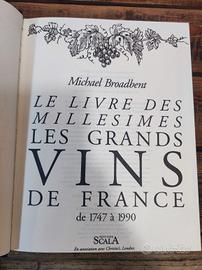 Michael Broadbent
LE LIVRE DES
MILLESIMES
LES GRANDS
VINS
DE FRANCE
de 1747 à 1990
EDITIONS
SCALA
En association avec Christie's, Londres